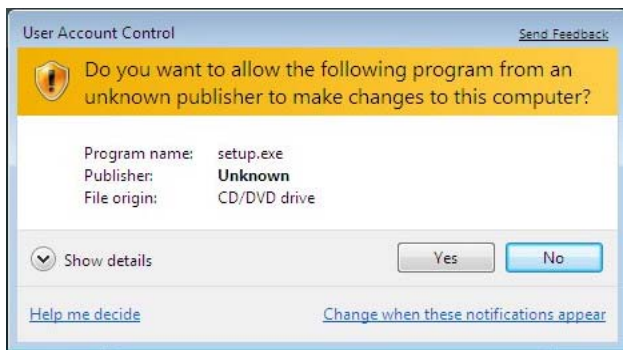 User Account Control
Send Feedback
Do you want to allow the following program from an
unknown publisher to make changes to this computer?
Program name: setup.exe
Publisher: Unknown
File origin: CD/DVD drive
Show details
Yes
No
Help me decide
Change when these notifications appear